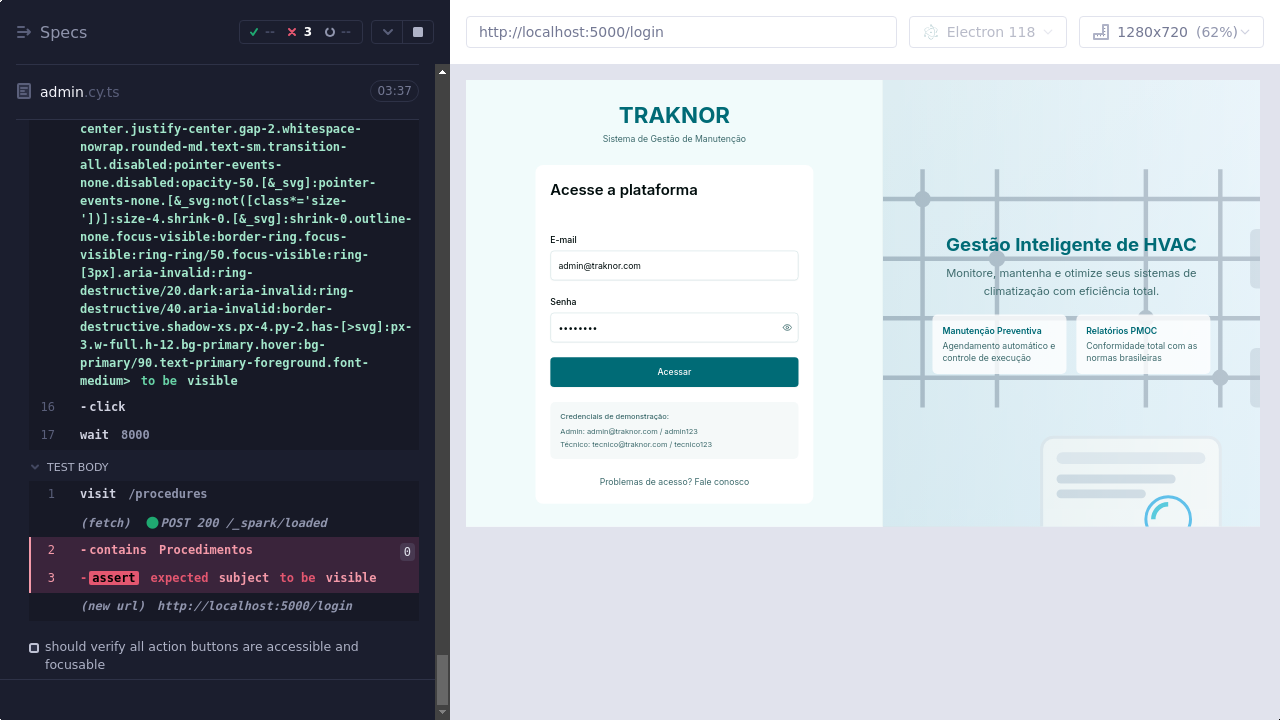 Specs
-- 3 --
http://localhost:5000/login
Electron 118
1280x720 (62%)
admin.cy.ts
03:37
center.justify-center.gap-2.whitespace-
nowrap.rounded-md.text-sm.transition-
all.disabled:pointer-events-
none.disabled:opacity-50.[&_svg]:pointer-
events-none.[&_svg:not([class*='size-
'])]:size-4.shrink-0.[&_svg]:shrink-0.outline-
none.focus-visible:border-ring.focus-
visible:ring-ring/50.focus-visible:ring-
[3px].aria-invalid:ring-
destructive/20.dark:aria-invalid:ring-
destructive/40.aria-invalid:border-
destructive.shadow-xs.px-4.py-2.has-[>svg]:px-
3.w-full.h-12.bg-primary.hover:bg-
primary/90.text-primary-foreground.font-
medium> to be visible
16 -click
17 wait 8000
TEST BODY
1 visit /procedures
(fetch) POST 200 /_spark/loaded
2 -contains Procedimentos 0
3 -assert expected subject to be visible
(new url) http://localhost:5000/login
should verify all action buttons are accessible and
focusable
TRAKNOR
Sistema de Gestão de Manutenção
Acesse a plataforma
E-mail
admin@traknor.com
Senha
••••••••
Acessar
Credenciais de demonstração:
Admin: admin@traknor.com / admin123
Técnico: tecnico@traknor.com / tecnico123
Problemas de acesso? Fale conosco
Gestão Inteligente de HVAC
Monitore, mantenha e otimize seus sistemas de
climatização com eficiência total.
Manutenção Preventiva
Agendamento automático e
controle de execução
Relatórios PMOC
Conformidade total com as
normas brasileiras